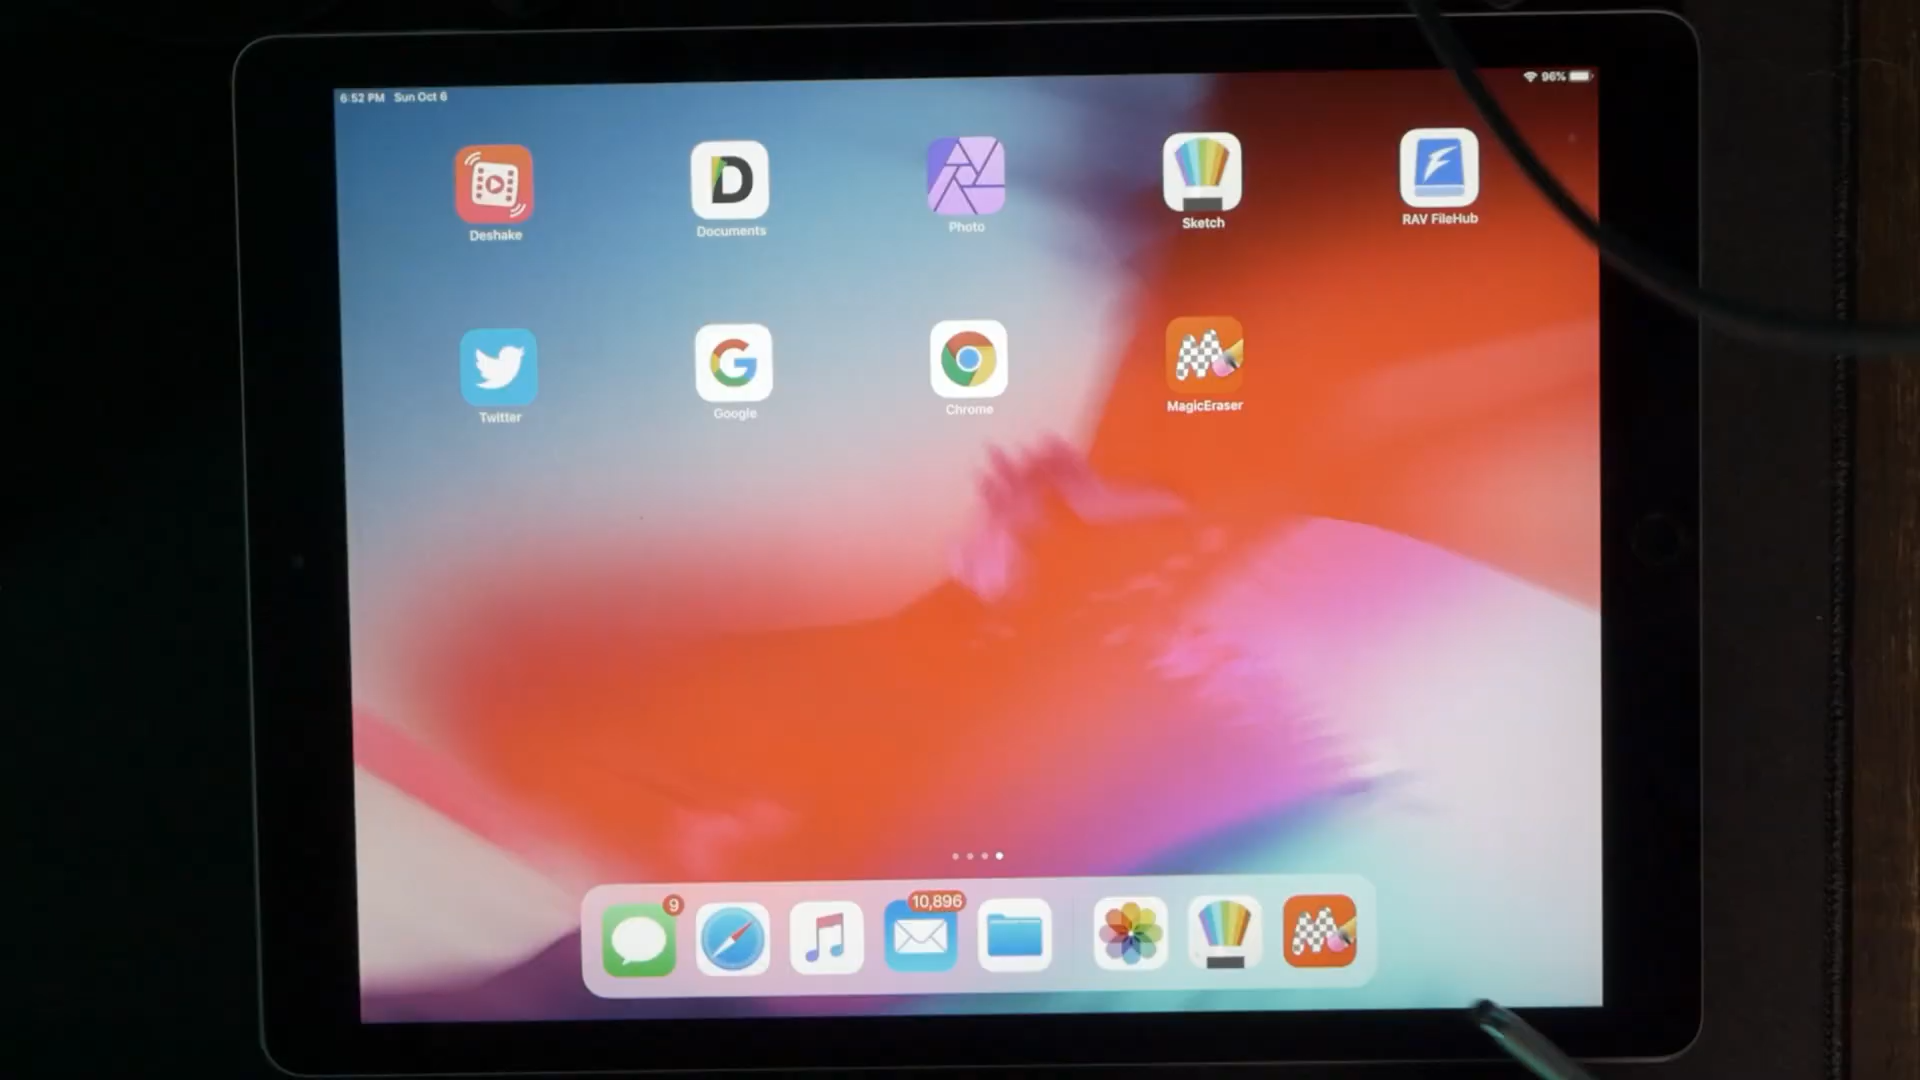 6:52 PM Sun Oct 6
96%
Deshake
D
Documents
Photo
Sketch
RAV FileHub
Twitter
G
Google
Chrome
M
MagicEraser
9
10,896
M